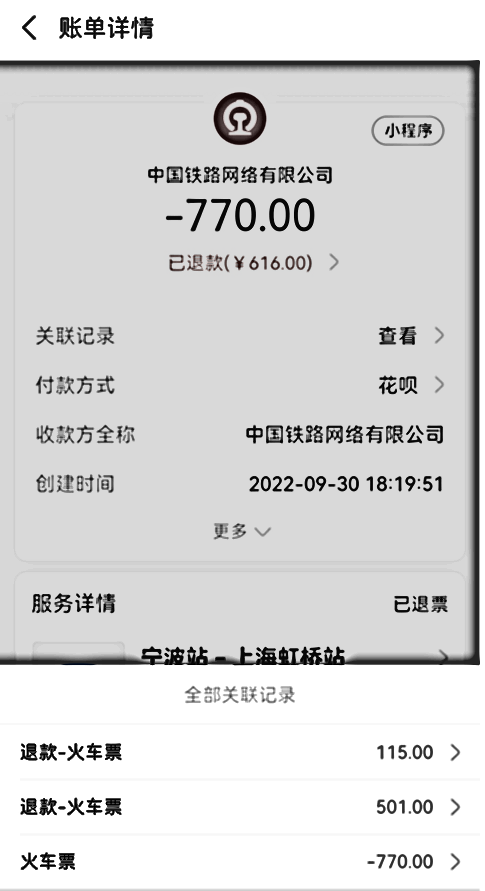 账单详情
小程序
中国铁路网络有限公司
-770.00
已退款(¥616.00)
关联记录 查看
付款方式 花呗
收款方全称 中国铁路网络有限公司
创建时间 2022-09-30 18:19:51
更多
服务详情 已退票
宁波站 - 上海虹桥站
全部关联记录
退款-火车票 115.00
退款-火车票 501.00
火车票 -770.00